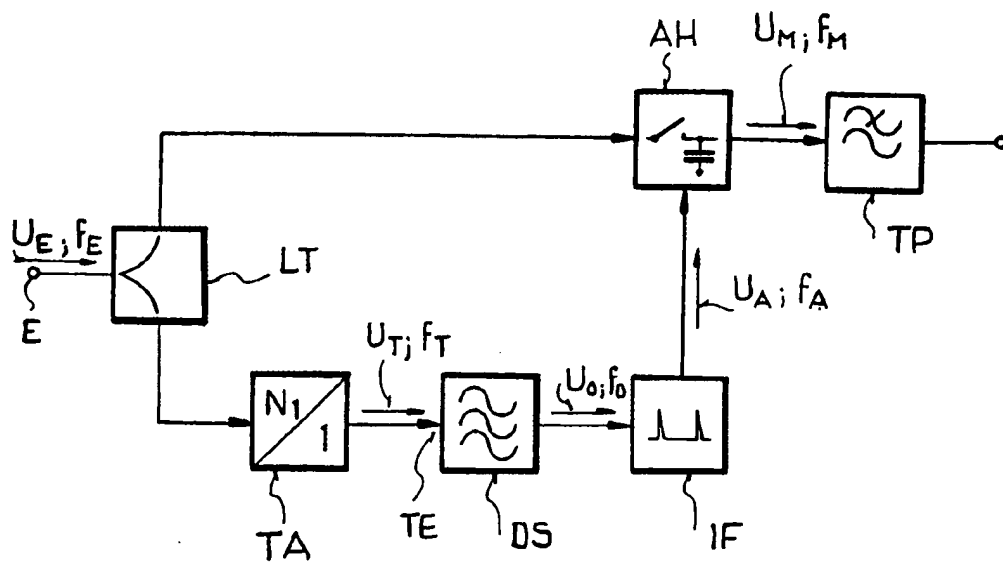 AH
U_M; f_M
TP
U_E; f_E
LT
E
U_A; f_A
U_T; f_T
U_0; f_0
N1
1
TE
TA
DS
IF